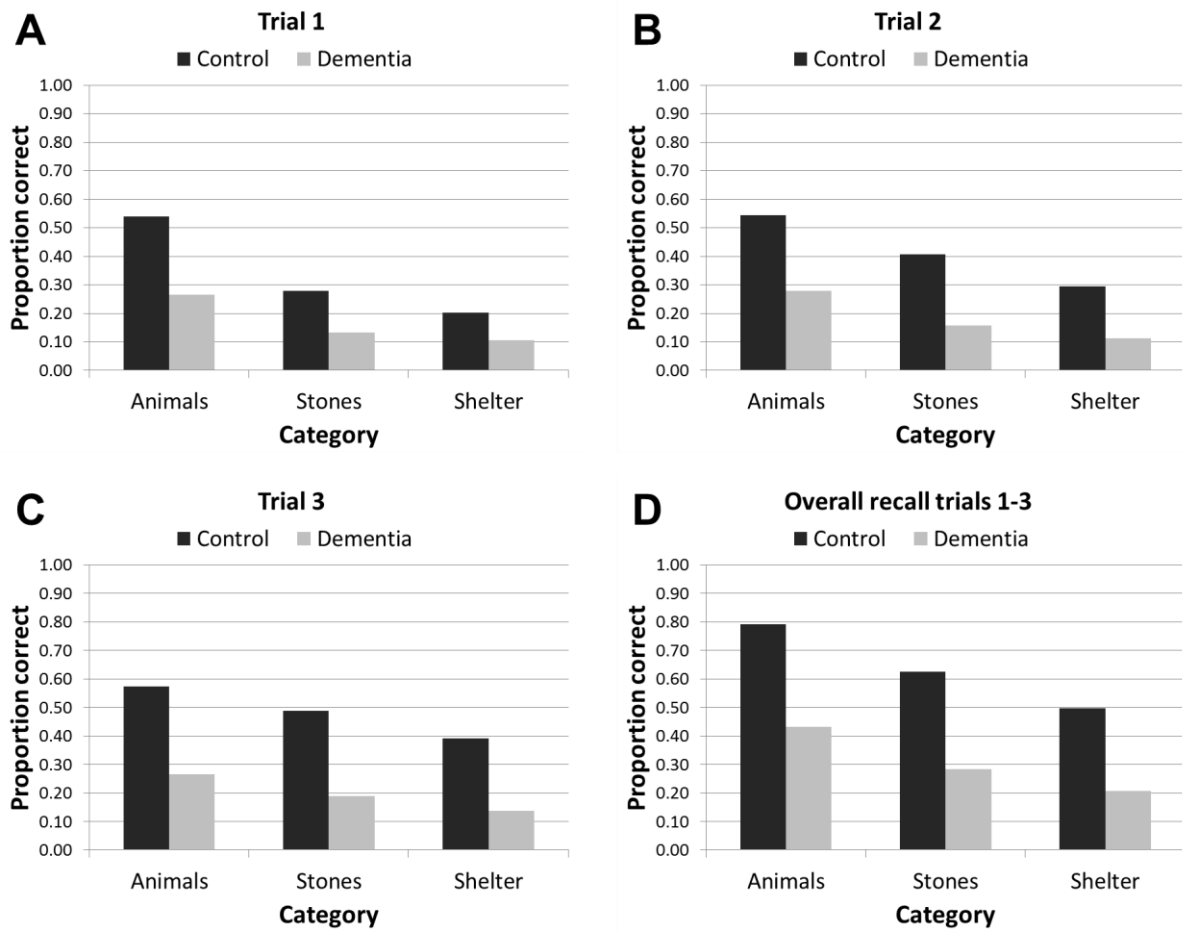 A
Trial 1
Control Dementia
Proportion correct
1.00
0.90
0.80
0.70
0.60
0.50
0.40
0.30
0.20
0.10
0.00
Animals Stones Shelter
Category
B
Trial 2
Control Dementia
Proportion correct
1.00
0.90
0.80
0.70
0.60
0.50
0.40
0.30
0.20
0.10
0.00
Animals Stones Shelter
Category
C
Trial 3
Control Dementia
Proportion correct
1.00
0.90
0.80
0.70
0.60
0.50
0.40
0.30
0.20
0.10
0.00
Animals Stones Shelter
Category
D
Overall recall trials 1-3
Control Dementia
Proportion correct
1.00
0.90
0.80
0.70
0.60
0.50
0.40
0.30
0.20
0.10
0.00
Animals Stones Shelter
Category